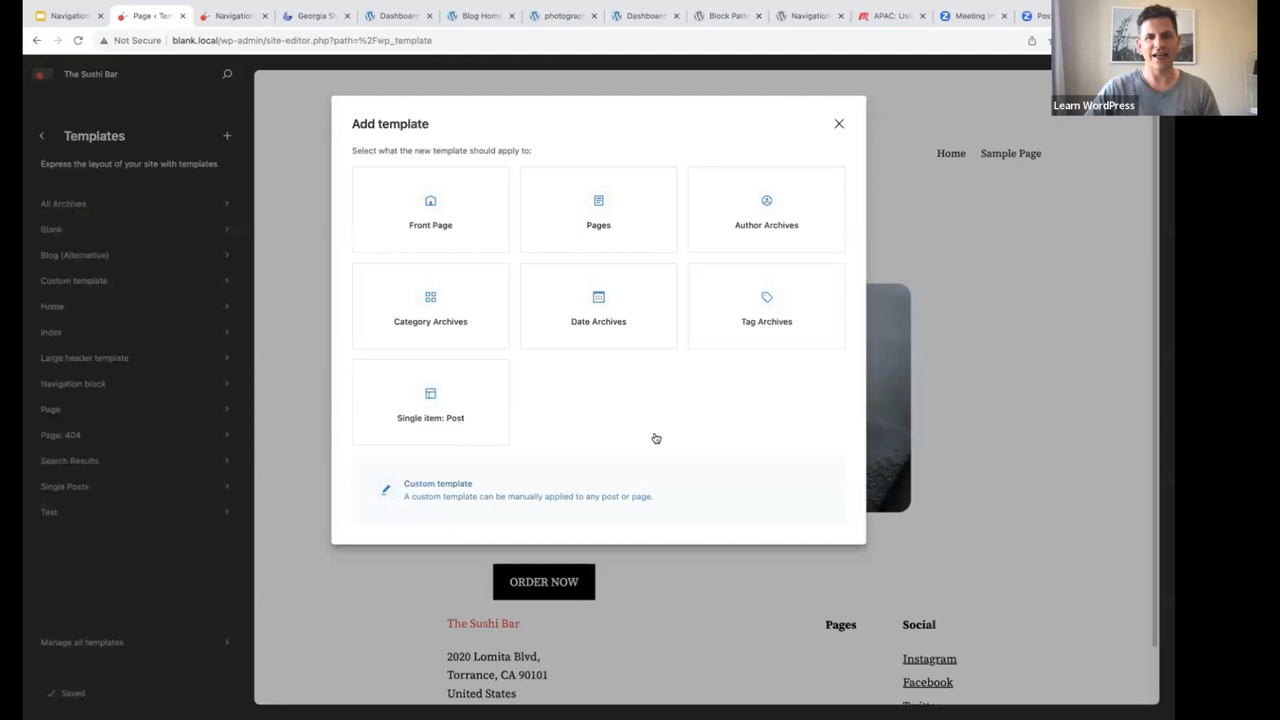 Navigation
Page ‹ Tem
Navigation
Georgia St
Dashboard
Blog Home
photograp
Dashboard
Block Patt
Navigation
APAC: Usin
Meeting In
Pos
Not Secure
blank.local/wp-admin/site-editor.php?path=%2Fwp_template
Learn WordPress
The Sushi Bar
Templates
Express the layout of your site with templates
All Archives
Blank
Blog (Alternative)
Custom template
Home
Index
Large header template
Navigation block
Page
Page: 404
Search Results
Single Posts
Test
Manage all templates
Saved
Home
Sample Page
Add template
Select what the new template should apply to:
Front Page
Pages
Author Archives
Category Archives
Date Archives
Tag Archives
Single item: Post
Custom template
A custom template can be manually applied to any post or page.
ORDER NOW
The Sushi Bar
2020 Lomita Blvd,
Torrance, CA 90101
United States
Pages
Social
Instagram
Facebook